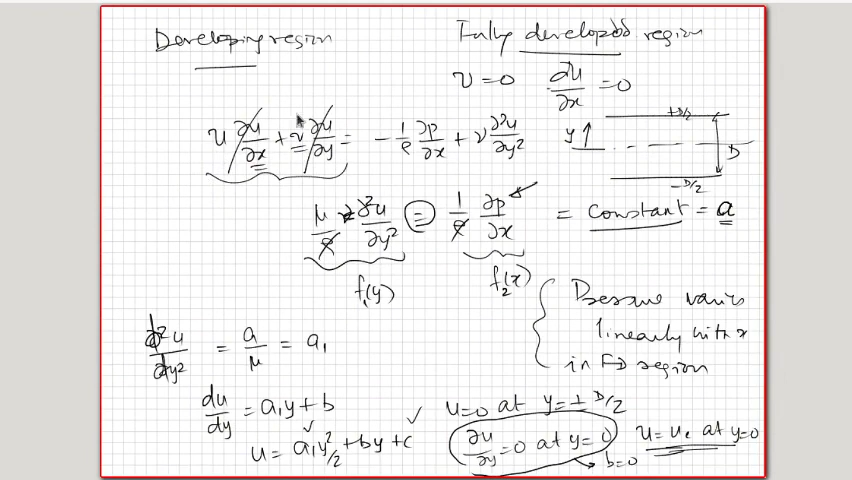 Developing region
Fully developed region
v=0 ∂u/∂x =0
u ∂u/∂x + v ∂u/∂y = - 1/ρ ∂p/∂x + ν ∂²u/∂y²
y↑ +D/2
D
-D/2
μ/ρ ∂²u/∂y² = 1/ρ ∂p/∂x = constant = a
f₁(y) f₂(x)
Pressure varies
linearly with x
in FD region
d²u/dy² = a/μ = a₁
du/dy = a₁y + b
u=0 at y=± D/2
u = a₁y²/2 + by + c
∂u/∂y =0 at y=0
b=0
u=u_c at y=0